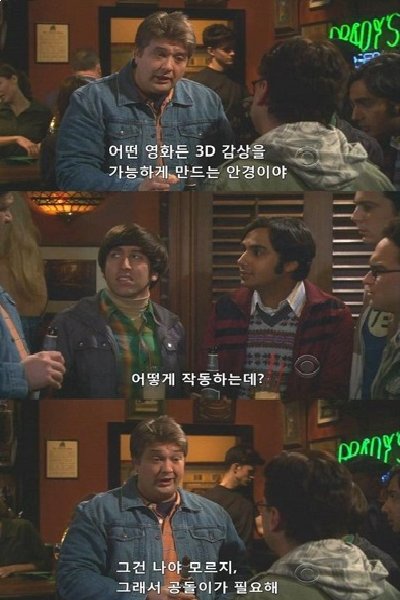 어떤 영화든 3D 감상을
가능하게 만드는 안경이야
어떻게 작동하는데?
그건 나야 모르지,
그래서 공돌이가 필요해